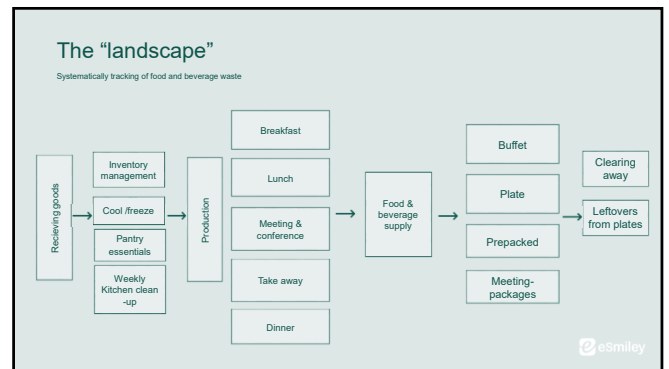 The “landscape”
Systematically tracking of food and beverage waste
Recieving goods
Inventory
management
Cool /freeze
Pantry
essentials
Weekly
Kitchen clean
-up
Production
Breakfast
Lunch
Meeting &
conference
Take away
Dinner
Food &
beverage
supply
Buffet
Plate
Prepacked
Meeting-
packages
Clearing
away
Leftovers
from plates
eSmiley